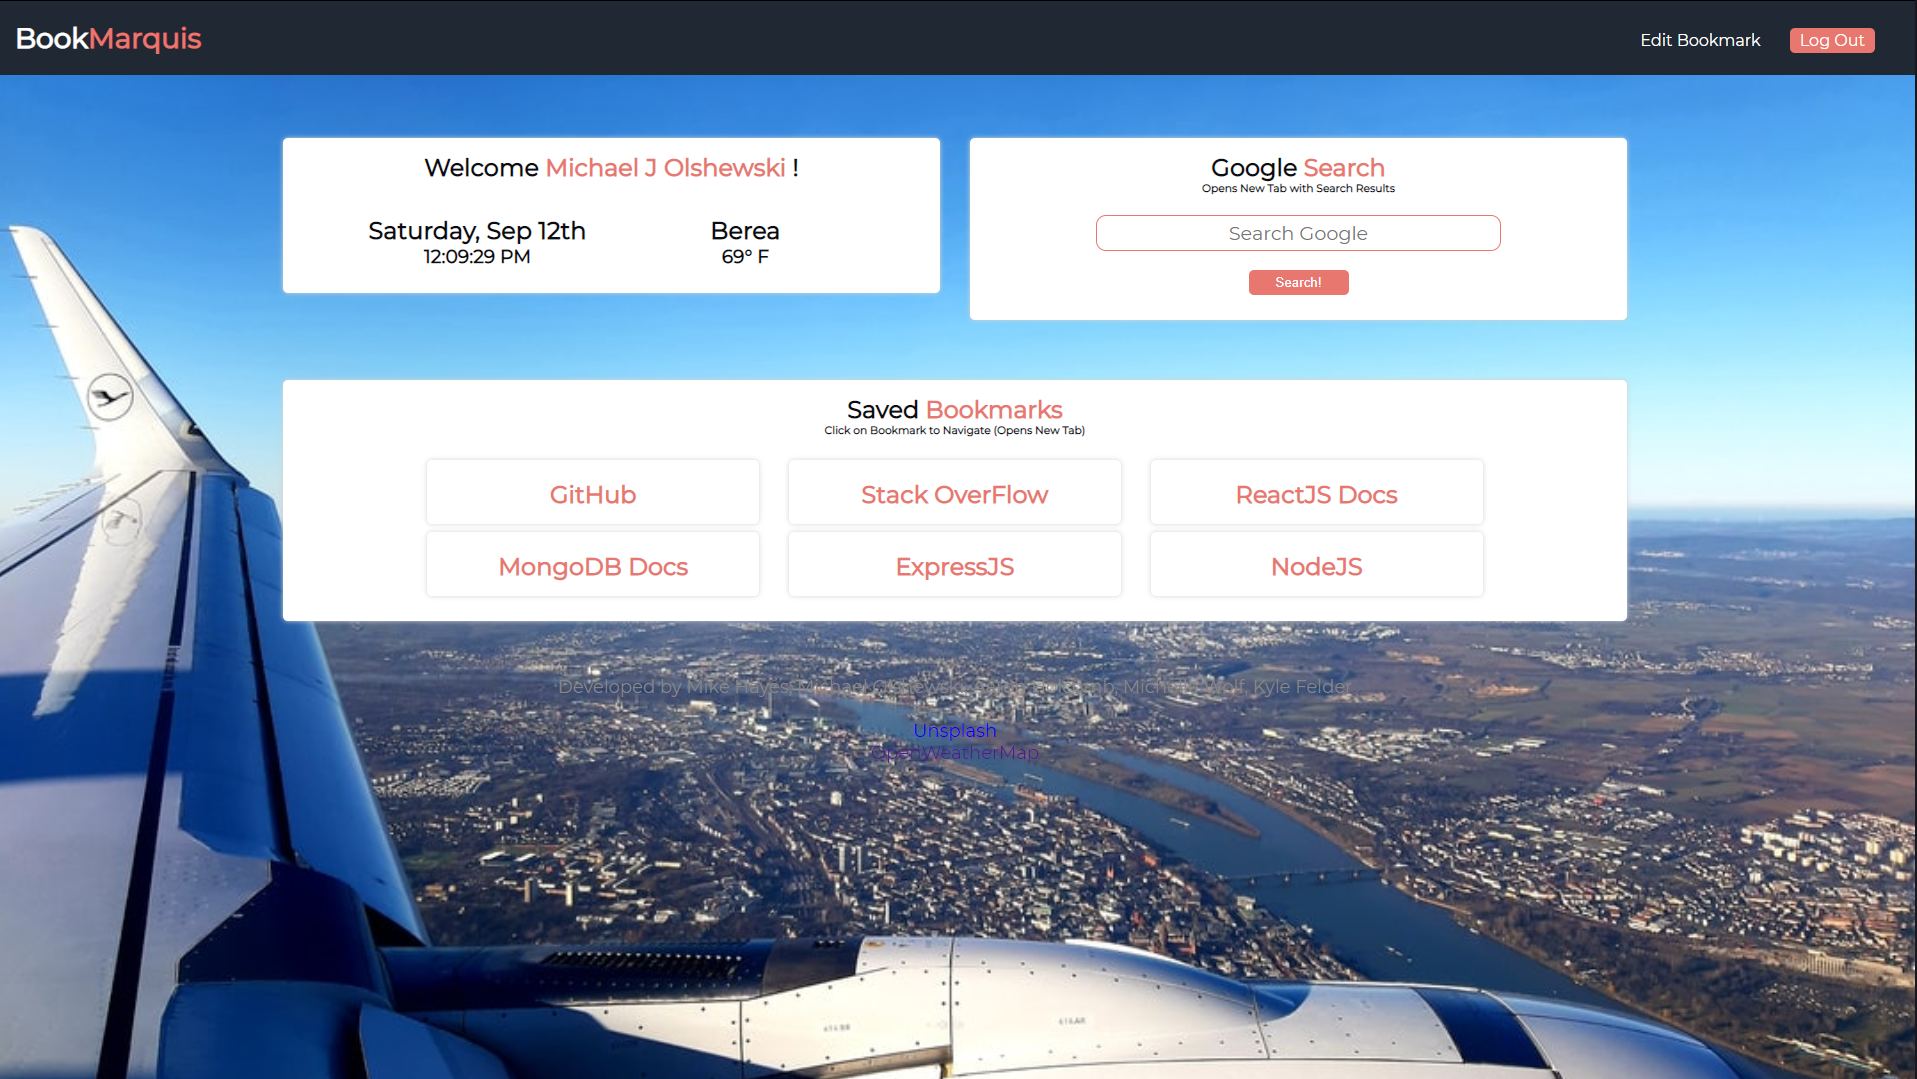 BookMarquis
Edit Bookmark
Log Out
Welcome Michael J Olshewski !
Saturday, Sep 12th
12:09:29 PM
Berea
69° F
Google Search
Opens New Tab with Search Results
Search Google
Search!
Saved Bookmarks
Click on Bookmark to Navigate (Opens New Tab)
GitHub
Stack OverFlow
ReactJS Docs
MongoDB Docs
ExpressJS
NodeJS
Developed by Mike Hayes, Michael Olshewski, Wolf, Kyle Felder
Unsplash
OpenWeatherMap